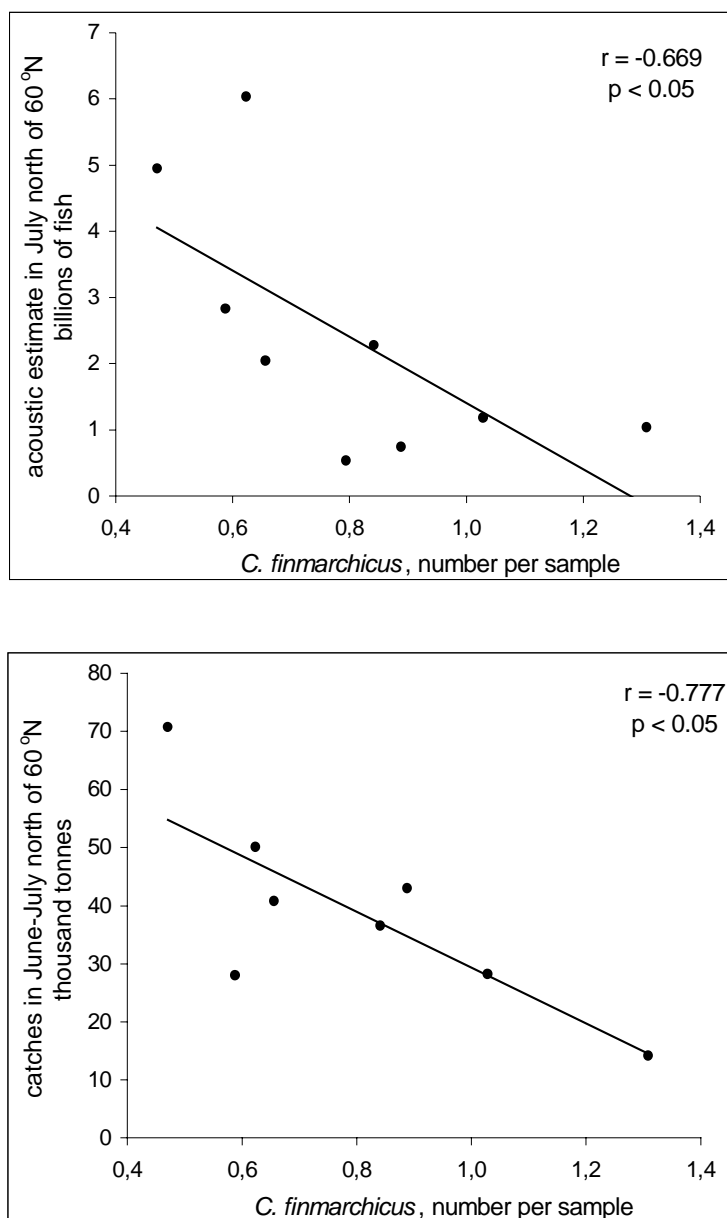 7
6
5
4
3
2
1
0
acoustic estimate in July north of 60 °N
billions of fish
r = -0.669
p < 0.05
0,4 0,6 0,8 1,0 1,2 1,4
C. finmarchicus, number per sample
80
70
60
50
40
30
20
10
0
catches in June-July north of 60 °N
thousand tonnes
r = -0.777
p < 0.05
0,4 0,6 0,8 1,0 1,2 1,4
C. finmarchicus, number per sample